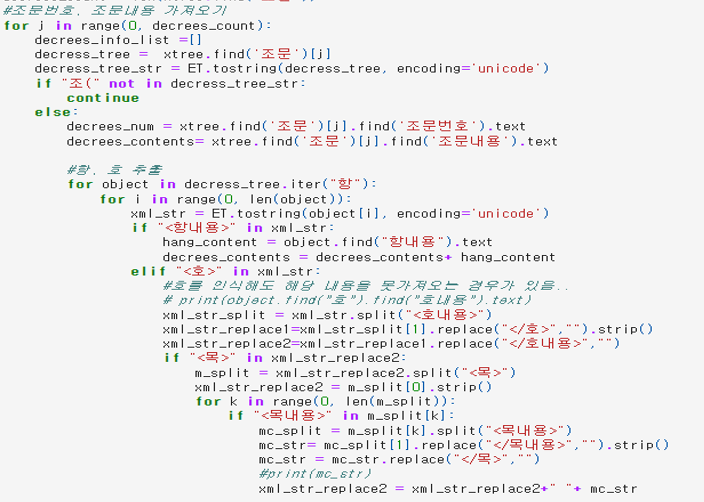 #조문번호, 조문내용 가져오기
for j in range(0, decrees_count):
    decrees_info_list =[]
    decress_tree =  xtree.find('조문')[j]
    decress_tree_str = ET.tostring(decress_tree, encoding='unicode')
    if "조(" not in decress_tree_str:
        continue
    else:
        decrees_num = xtree.find('조문')[j].find('조문번호').text
        decrees_contents= xtree.find('조문')[j].find('조문내용').text
        #항, 호 추출
        for object in decress_tree.iter("항"):
            for i in range(0, len(object)):
                xml_str = ET.tostring(object[i], encoding='unicode')
                if "<항내용>" in xml_str:
                    hang_content = object.find("항내용").text
                    decrees_contents = decrees_contents+ hang_content
                elif "<호>" in xml_str:
                    #호를 인식해도 해당 내용을 못가져오는 경우가 있음..
                    # print(object.find("호").find("호내용").text)
                    xml_str_split = xml_str.split("<호내용>")
                    xml_str_replace1=xml_str_split[1].replace("</호>","").strip()
                    xml_str_replace2=xml_str_replace1.replace("</호내용>","")
                    if "<목>" in xml_str_replace2:
                        m_split = xml_str_replace2.split("<목>")
                        xml_str_replace2 = m_split[0].strip()
                        for k in range(0, len(m_split)):
                            if "<목내용>" in m_split[k]:
                                mc_split = m_split[k].split("<목내용>")
                                mc_str= mc_split[1].replace("</목내용>","").strip()
                                mc_str = mc_str.replace("</목>","")
                                #print(mc_str)
                                xml_str_replace2 = xml_str_replace2+" "+ mc_str